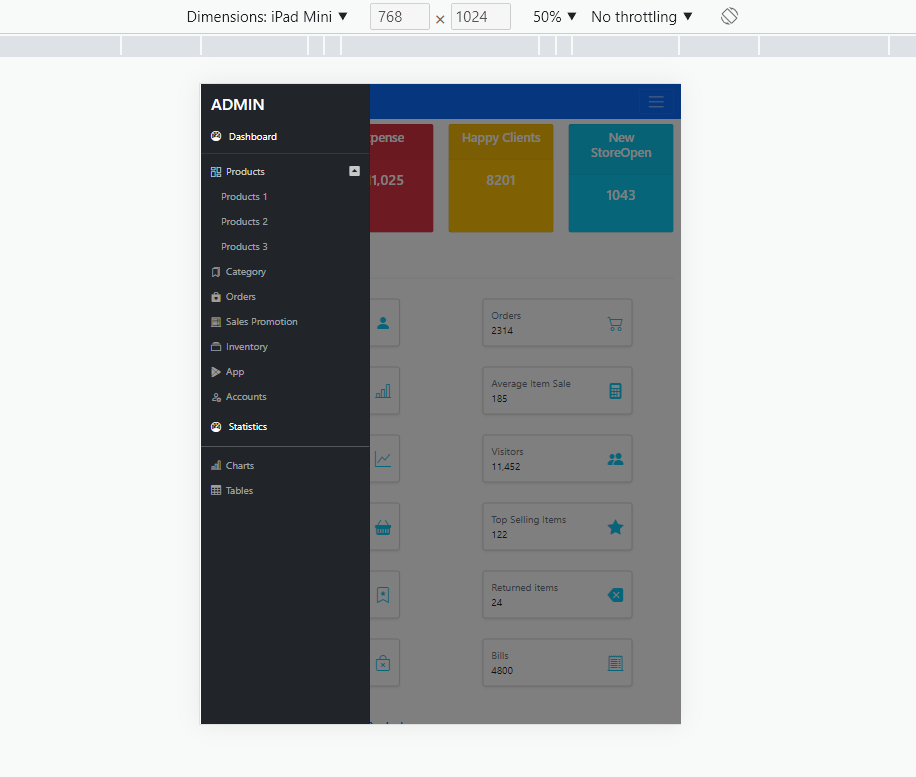 Dimensions: iPad Mini ▼ 768 × 1024 50% ▼ No throttling ▼
ADMIN
Dashboard
Products
Products 1
Products 2
Products 3
Category
Orders
Sales Promotion
Inventory
App
Accounts
Statistics
Charts
Tables
pense
1,025
Happy Clients
8201
New
StoreOpen
1043
Orders
2314
Average Item Sale
185
Visitors
11,452
Top Selling Items
122
Returned items
24
Bills
4800